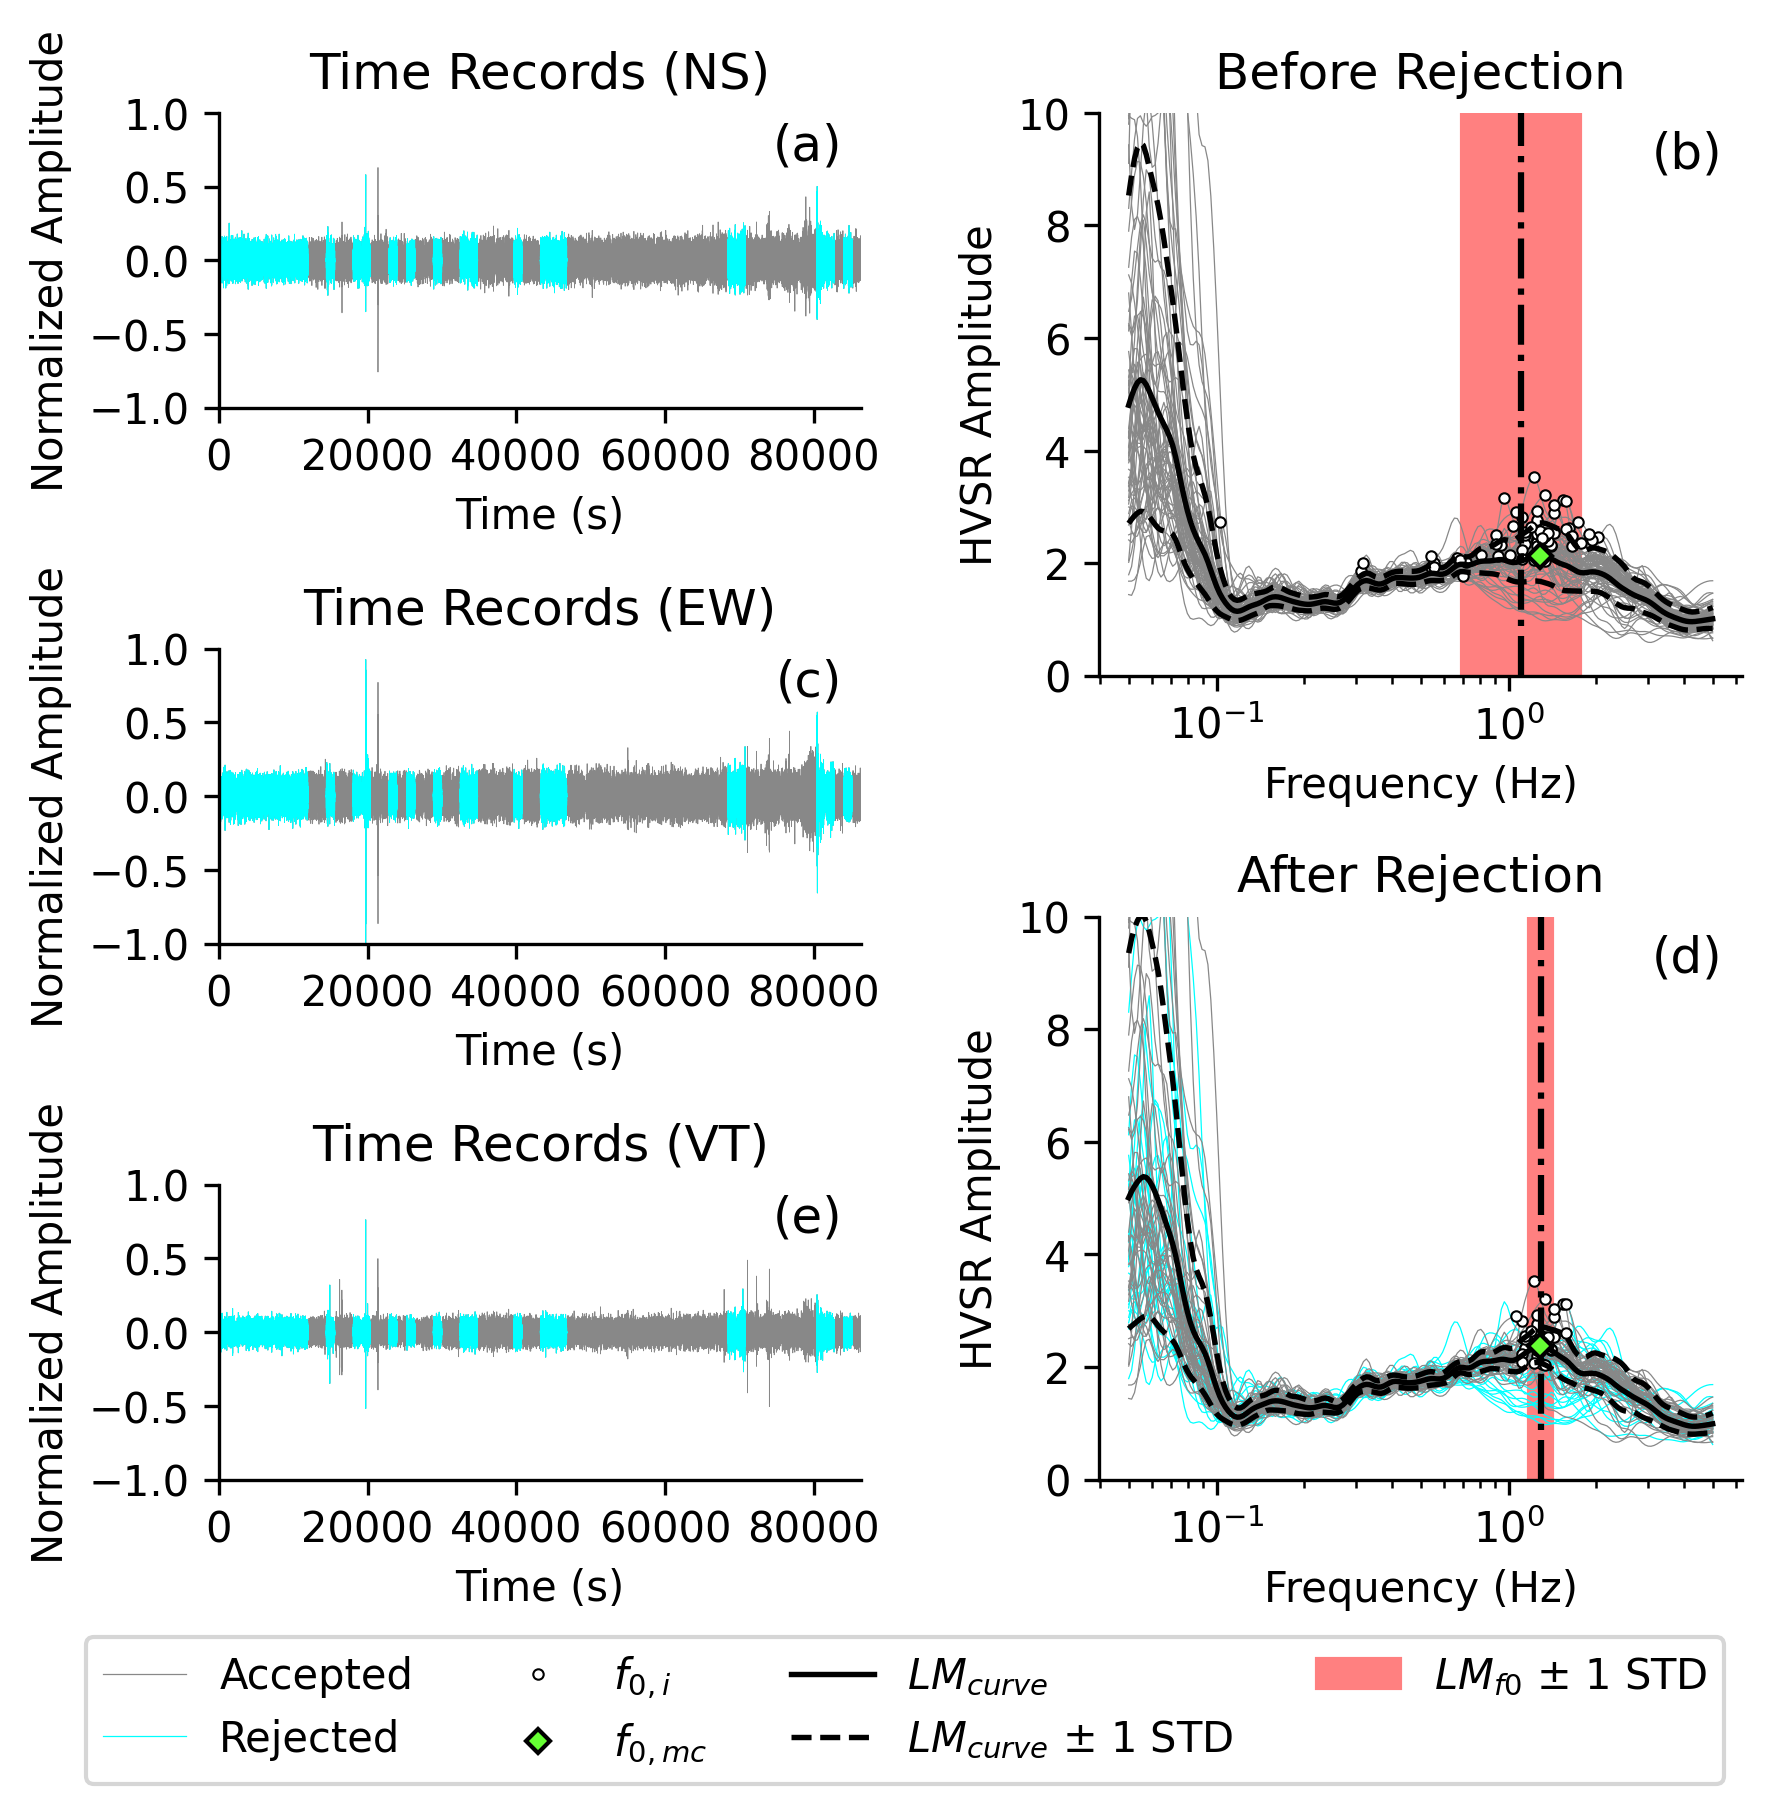 Time Records (NS)
Normalized Amplitude
1.0
0.5
0.0
−0.5
−1.0
(a)
0 20000 40000 60000 80000
Time (s)
Before Rejection
HVSR Amplitude
10
8
6
4
2
0
(b)
10⁻¹ 10⁰
Frequency (Hz)
Time Records (EW)
Normalized Amplitude
1.0
0.5
0.0
−0.5
−1.0
(c)
0 20000 40000 60000 80000
Time (s)
After Rejection
HVSR Amplitude
10
8
6
4
2
0
(d)
10⁻¹ 10⁰
Frequency (Hz)
Time Records (VT)
Normalized Amplitude
1.0
0.5
0.0
−0.5
−1.0
(e)
0 20000 40000 60000 80000
Time (s)
Accepted f0,i LMcurve LMf0 ± 1 STD
Rejected f0,mc LMcurve ± 1 STD